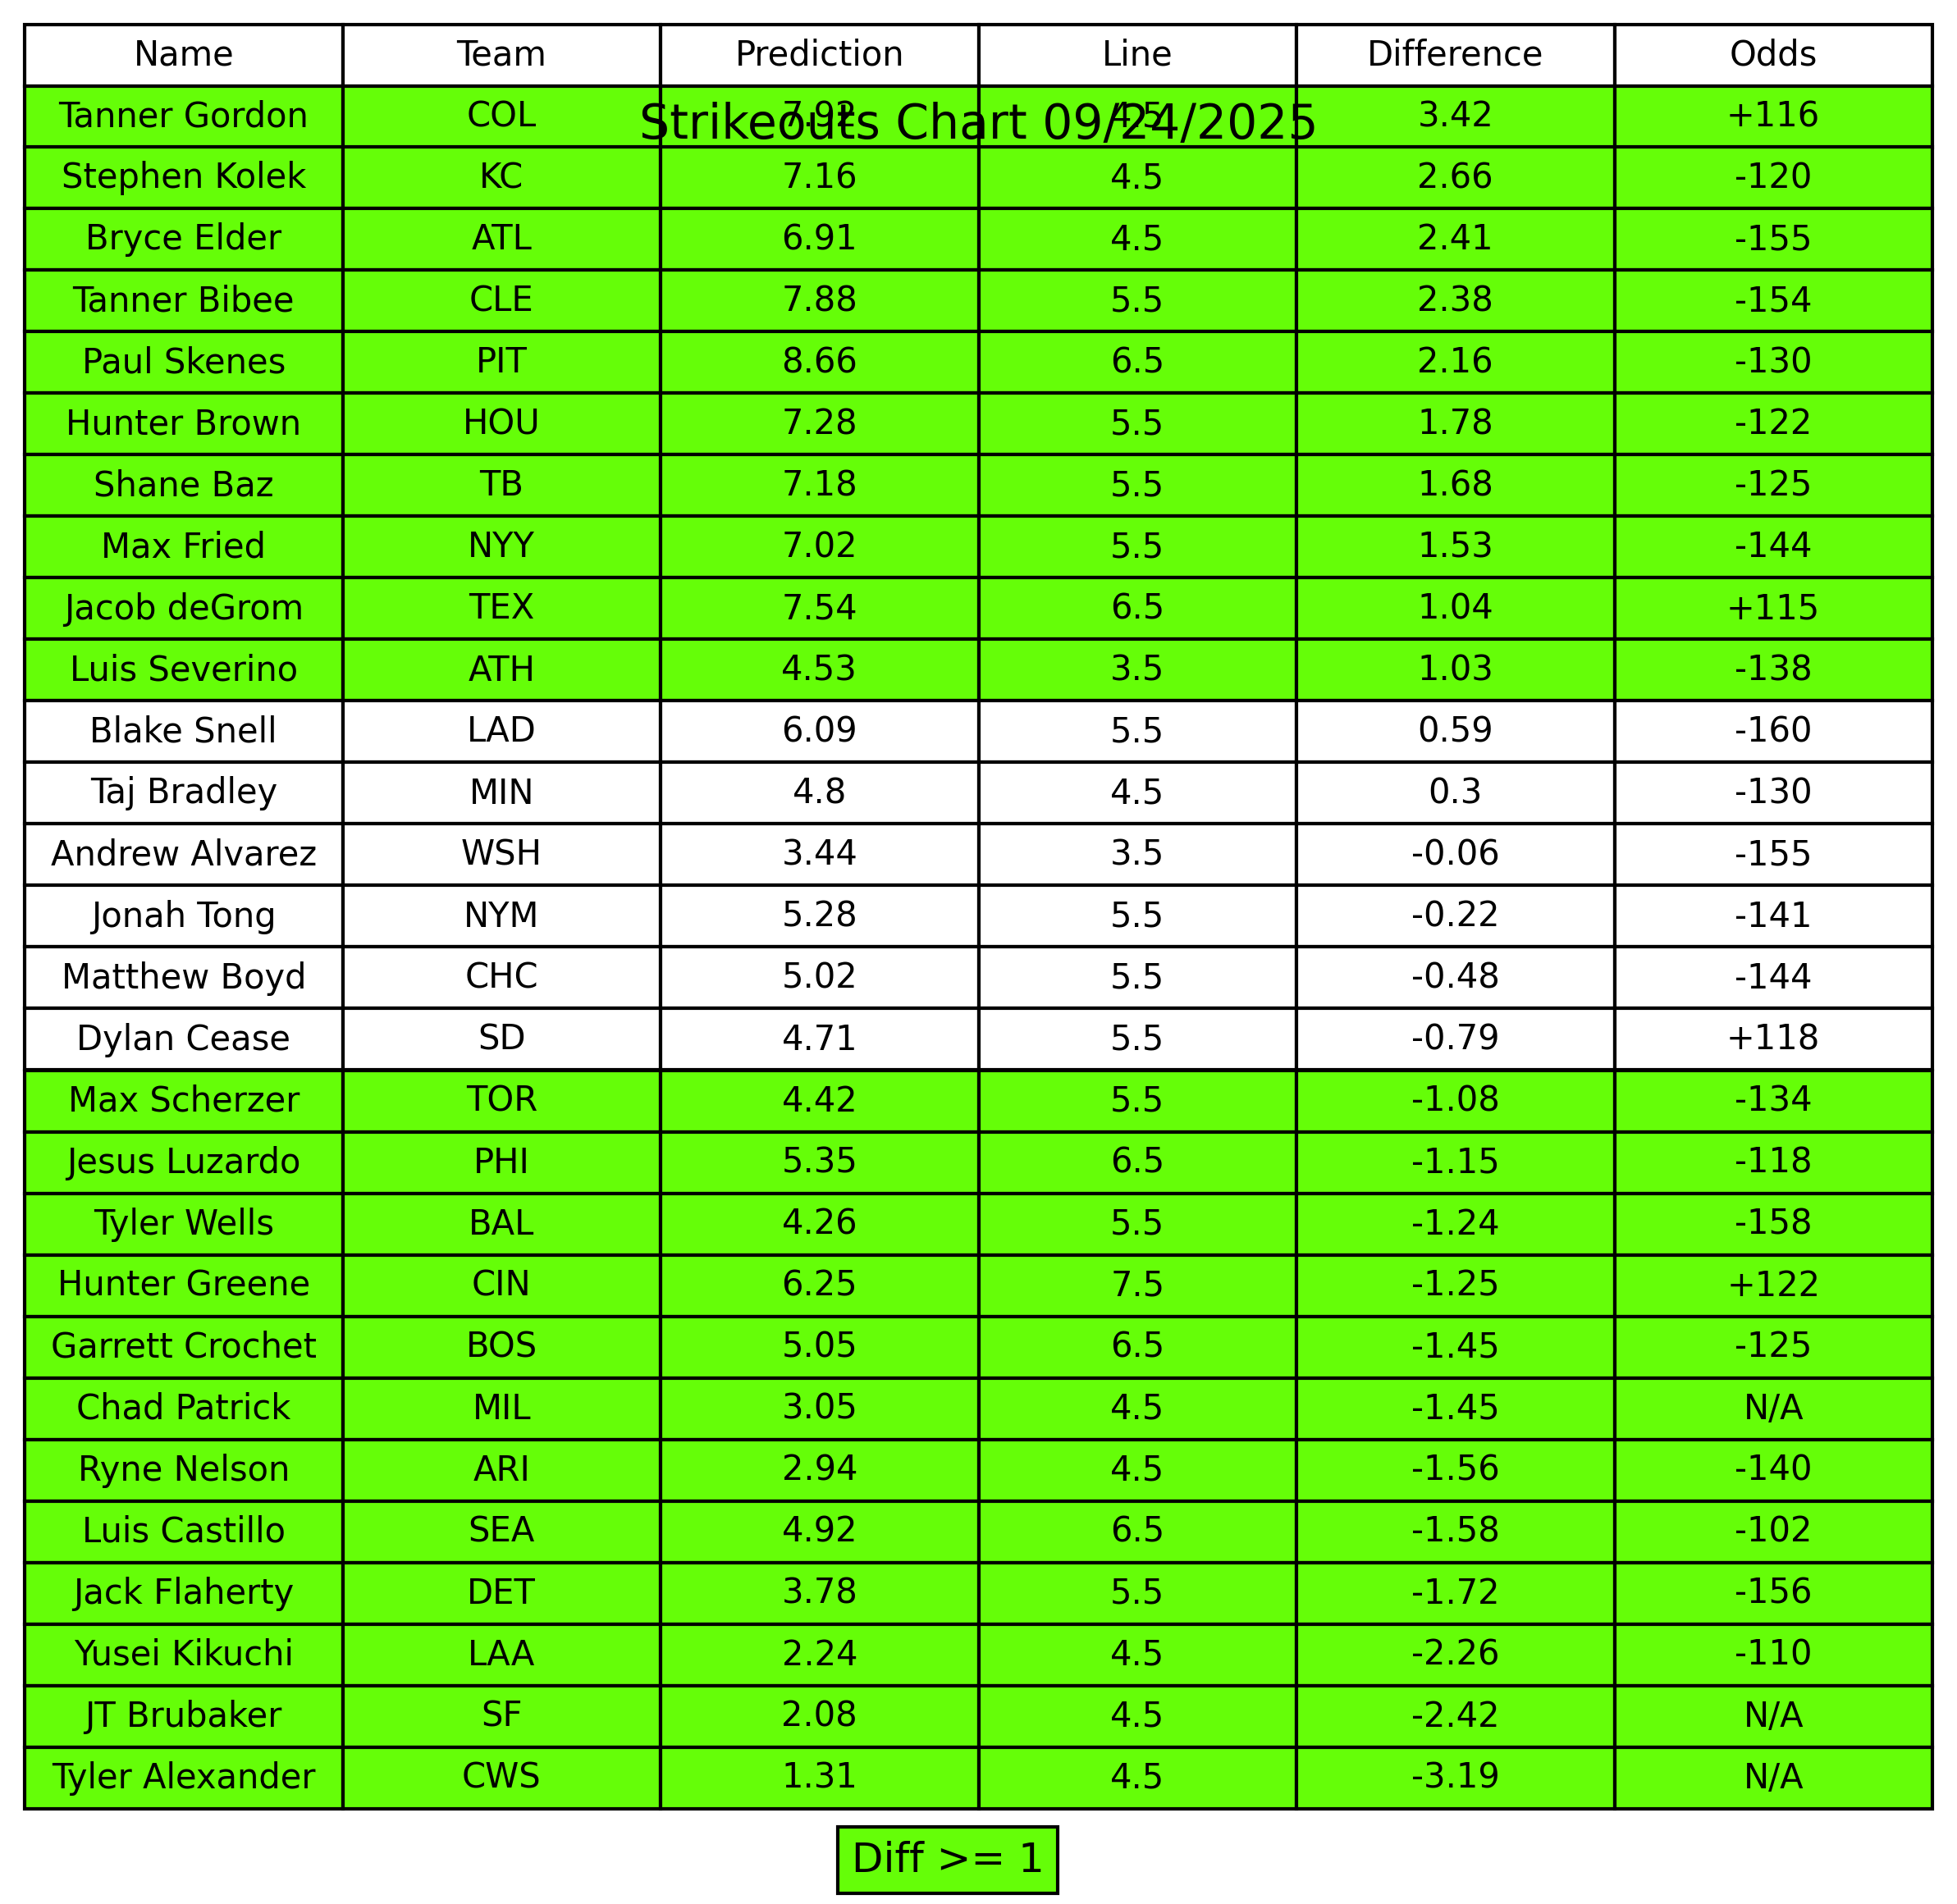 Name Team Prediction Line Difference Odds
Tanner Gordon COL 7.92 4.5 3.42 +116
Strikeouts Chart 09/24/2025
Stephen Kolek KC 7.16 4.5 2.66 -120
Bryce Elder ATL 6.91 4.5 2.41 -155
Tanner Bibee CLE 7.88 5.5 2.38 -154
Paul Skenes PIT 8.66 6.5 2.16 -130
Hunter Brown HOU 7.28 5.5 1.78 -122
Shane Baz TB 7.18 5.5 1.68 -125
Max Fried NYY 7.02 5.5 1.53 -144
Jacob deGrom TEX 7.54 6.5 1.04 +115
Luis Severino ATH 4.53 3.5 1.03 -138
Blake Snell LAD 6.09 5.5 0.59 -160
Taj Bradley MIN 4.8 4.5 0.3 -130
Andrew Alvarez WSH 3.44 3.5 -0.06 -155
Jonah Tong NYM 5.28 5.5 -0.22 -141
Matthew Boyd CHC 5.02 5.5 -0.48 -144
Dylan Cease SD 4.71 5.5 -0.79 +118
Max Scherzer TOR 4.42 5.5 -1.08 -134
Jesus Luzardo PHI 5.35 6.5 -1.15 -118
Tyler Wells BAL 4.26 5.5 -1.24 -158
Hunter Greene CIN 6.25 7.5 -1.25 +122
Garrett Crochet BOS 5.05 6.5 -1.45 -125
Chad Patrick MIL 3.05 4.5 -1.45 N/A
Ryne Nelson ARI 2.94 4.5 -1.56 -140
Luis Castillo SEA 4.92 6.5 -1.58 -102
Jack Flaherty DET 3.78 5.5 -1.72 -156
Yusei Kikuchi LAA 2.24 4.5 -2.26 -110
JT Brubaker SF 2.08 4.5 -2.42 N/A
Tyler Alexander CWS 1.31 4.5 -3.19 N/A
Diff >= 1